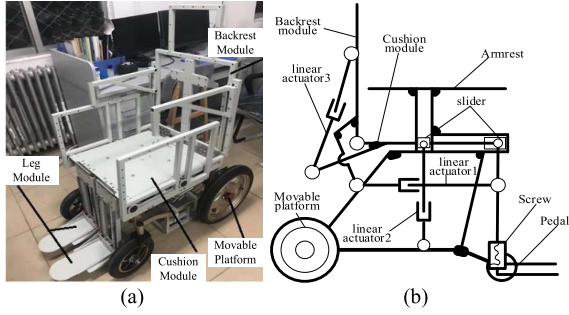 Backrest
Module
Leg
Module
Cushion
Module
Movable
Platform
(a)
Backrest
module
Cushion
module
Armrest
linear
actuator3
slider
linear
actuator1
Movable
platform
linear
actuator2
Screw
Pedal
(b)